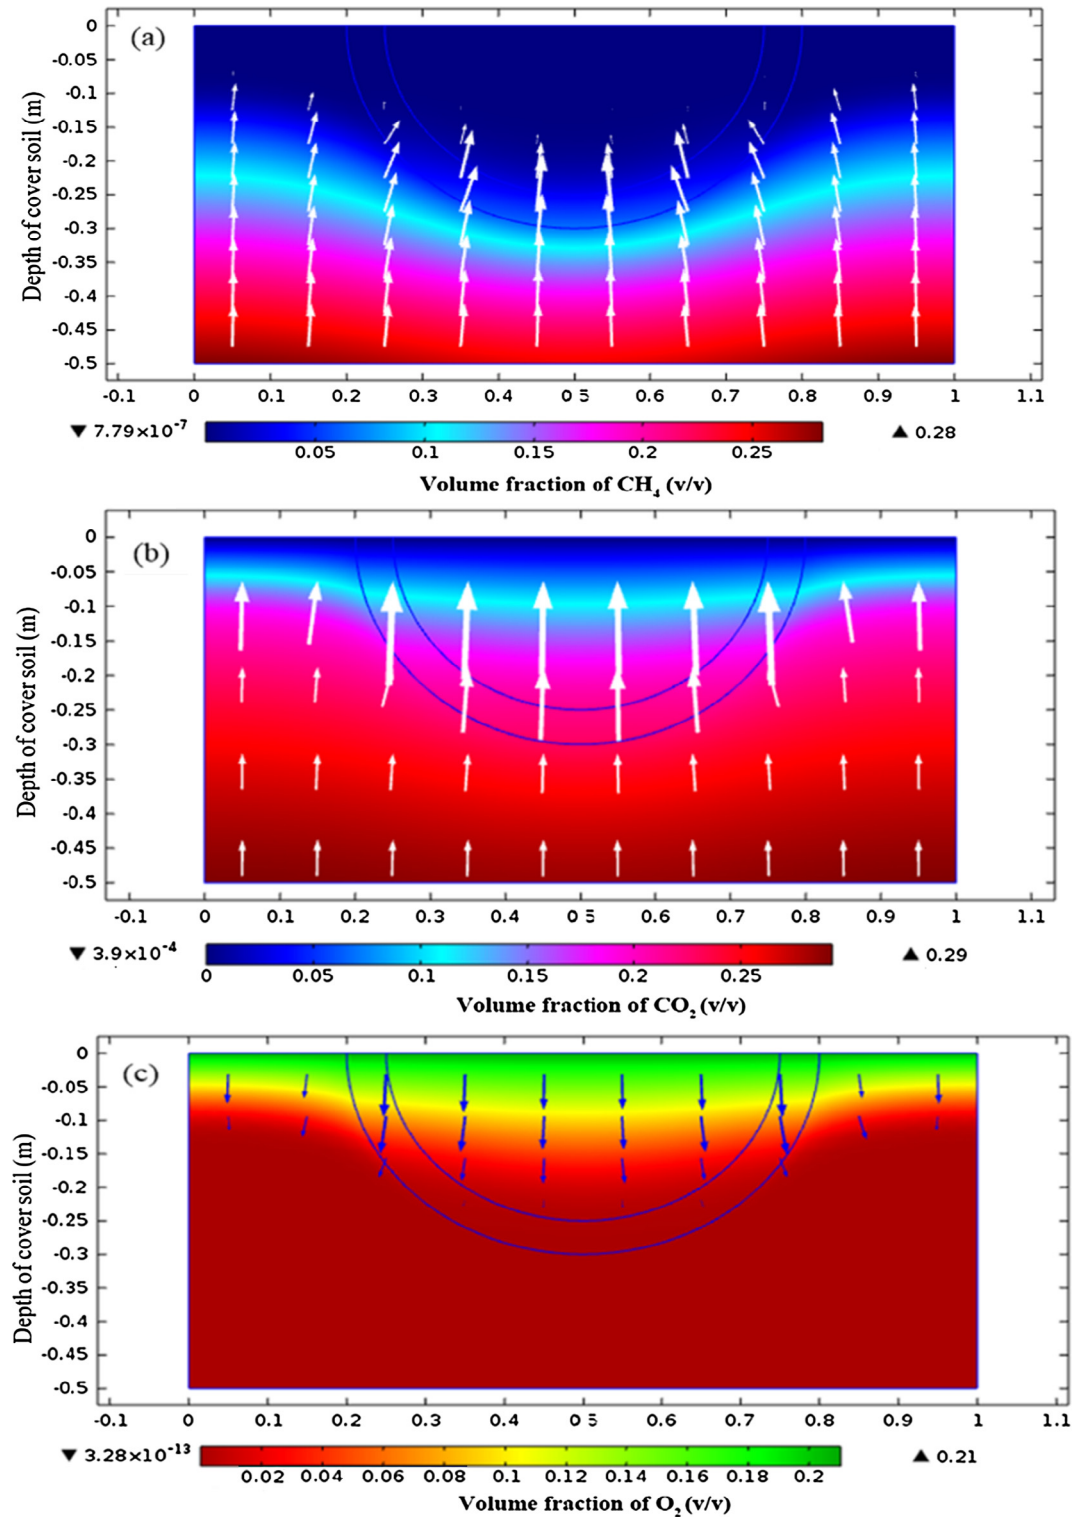 (a)
Depth of cover soil (m)
0
-0.05
-0.1
-0.15
-0.2
-0.25
-0.3
-0.35
-0.4
-0.45
-0.5
-0.1 0 0.1 0.2 0.3 0.4 0 5 0.6 0.7 0.8 0.9 1 1.1
▼ 7.79×10⁻⁷ ▲ 0.28
0.05 0.1 0.15 0.2 0.25
Volume fraction of CH₄ (v/v)
(b)
Depth of cover soil (m)
0
-0.05
-0.1
-0.15
-0.2
-0.25
-0.3
-0.35
-0.4
-0.45
-0.5
-0.1 0 0.1 0.2 0.3 0.4 0 5 0.6 0.7 0.8 0.9 1 1.1
▼ 3.9×10⁻⁴ ▲ 0.29
0 0.05 0.1 0.15 0.2 0.25
Volume fraction of CO₂ (v/v)
(c)
Depth of cover soil (m)
0
-0.05
-0.1
-0.15
-0.2
-0.25
-0.3
-0.35
-0.4
-0.45
-0.5
-0.1 0 0.1 0.2 0.3 0.4 0 5 0.6 0.7 0.8 0.9 1 1.1
▼ 3.28×10⁻¹³ ▲ 0.21
0.02 0.04 0.06 0.08 0.1 0.12 0.14 0.16 0.18 0.2
Volume fraction of O₂ (v/v)